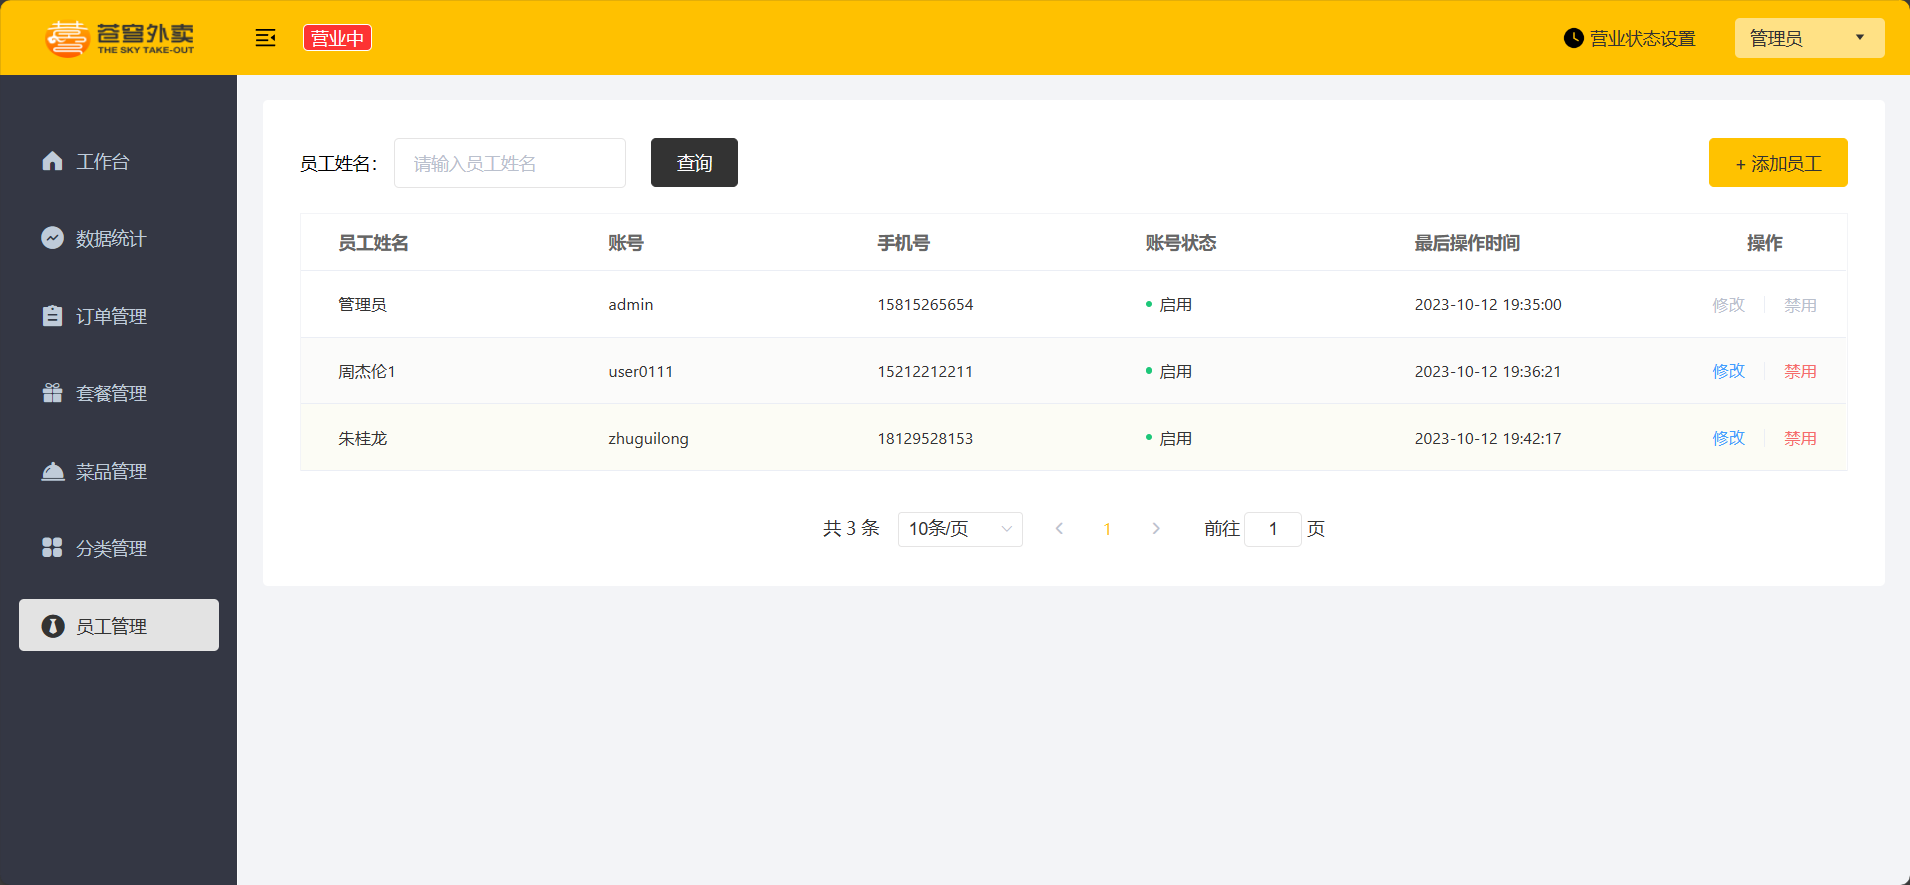 苍穹外卖
THE SKY TAKE-OUT
营业中
营业状态设置
管理员
工作台
数据统计
订单管理
套餐管理
菜品管理
分类管理
员工管理
员工姓名: 请输入员工姓名 查询 + 添加员工
员工姓名 账号 手机号 账号状态 最后操作时间 操作
管理员 admin 15815265654 启用 2023-10-12 19:35:00 修改 禁用
周杰伦1 user0111 15212212211 启用 2023-10-12 19:36:21 修改 禁用
朱桂龙 zhuguilong 18129528153 启用 2023-10-12 19:42:17 修改 禁用
共 3 条 10条/页 1 前往 1 页